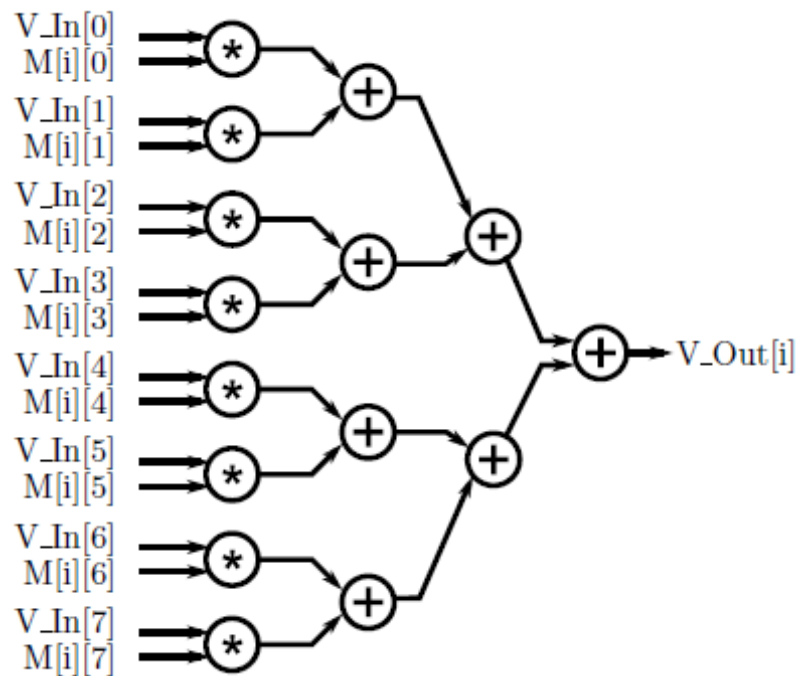 V_In[0]
M[i][0]
*
+
V_In[1]
M[i][1]
*
V_In[2]
M[i][2]
*
+
+
V_In[3]
M[i][3]
*
+
V_Out[i]
V_In[4]
M[i][4]
*
+
+
V_In[5]
M[i][5]
*
V_In[6]
M[i][6]
*
+
V_In[7]
M[i][7]
*